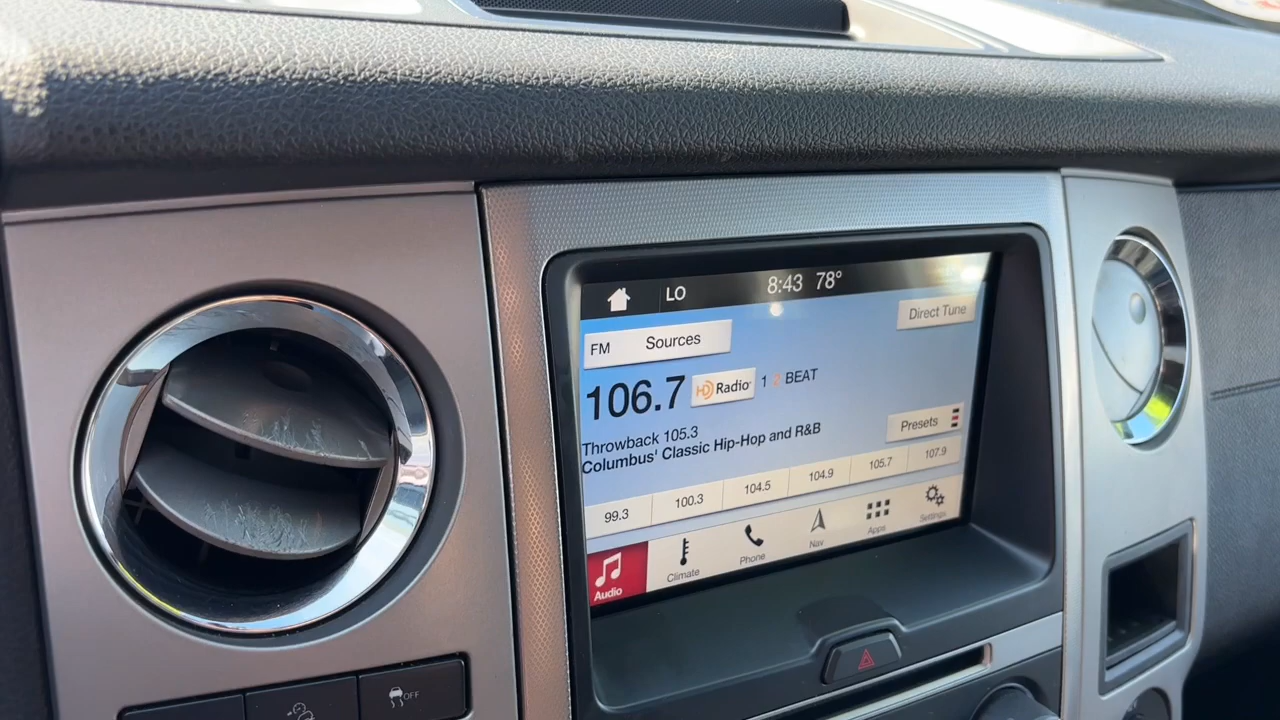 LO 8:43 78°
Direct Tune
FM Sources
106.7 HD Radio 1 2 BEAT
Throwback 105.3
Columbus' Classic Hip-Hop and R&B
Presets
99.3 100.3 104.5 104.9 105.7 107.9
Audio Climate Phone Nav Apps Settings
OFF